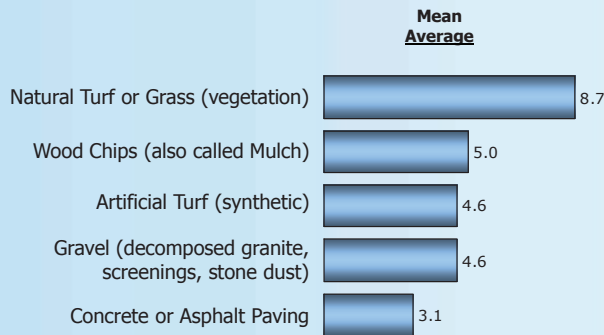 Mean
Average
Natural Turf or Grass (vegetation)
8.7
Wood Chips (also called Mulch)
5.0
Artificial Turf (synthetic)
4.6
Gravel (decomposed granite,
screenings, stone dust)
4.6
Concrete or Asphalt Paving
3.1